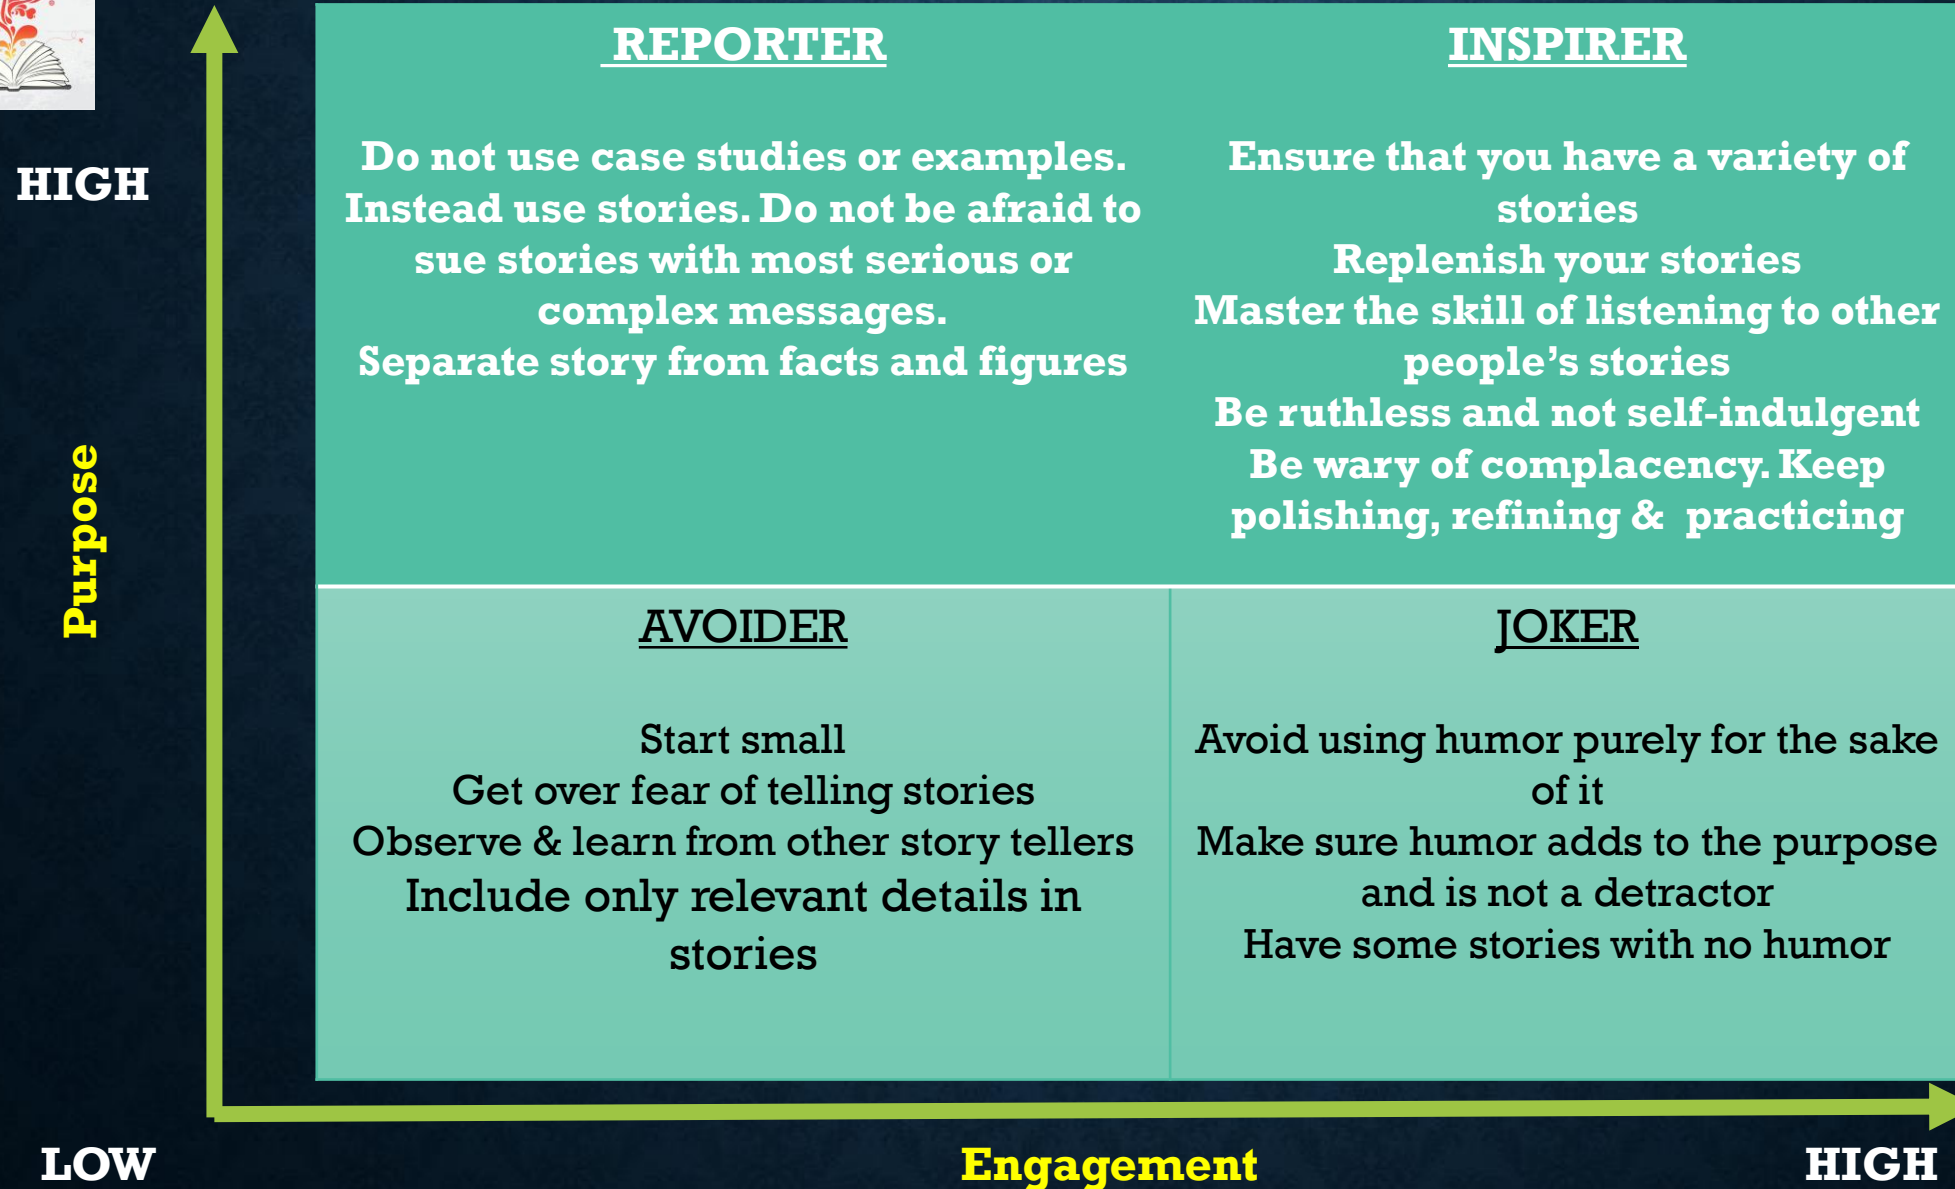 REPORTER
Do not use case studies or examples.
Instead use stories. Do not be afraid to
sue stories with most serious or
complex messages.
Separate story from facts and figures
INSPIRER
Ensure that you have a variety of
stories
Replenish your stories
Master the skill of listening to other
people’s stories
Be ruthless and not self-indulgent
Be wary of complacency. Keep
polishing, refining & practicing
HIGH
Purpose
AVOIDER
Start small
Get over fear of telling stories
Observe & learn from other story tellers
Include only relevant details in
stories
JOKER
Avoid using humor purely for the sake
of it
Make sure humor adds to the purpose
and is not a detractor
Have some stories with no humor
LOW
Engagement
HIGH